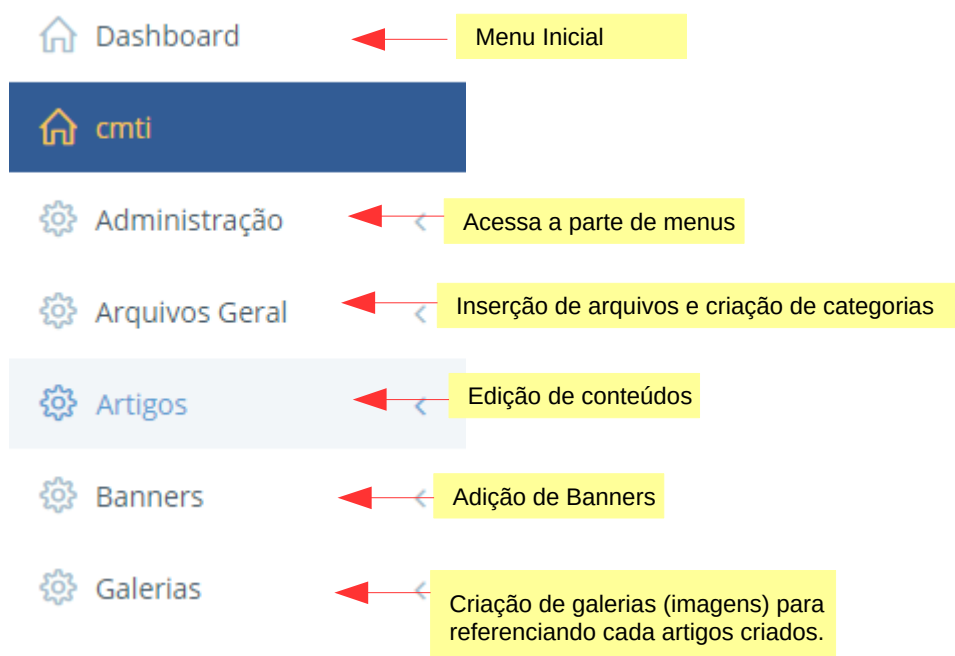 Dashboard
Menu Inicial
cmti
Administração
Acessa a parte de menus
Arquivos Geral
Inserção de arquivos e criação de categorias
Artigos
Edição de conteúdos
Banners
Adição de Banners
Galerias
Criação de galerias (imagens) para
referenciando cada artigos criados.